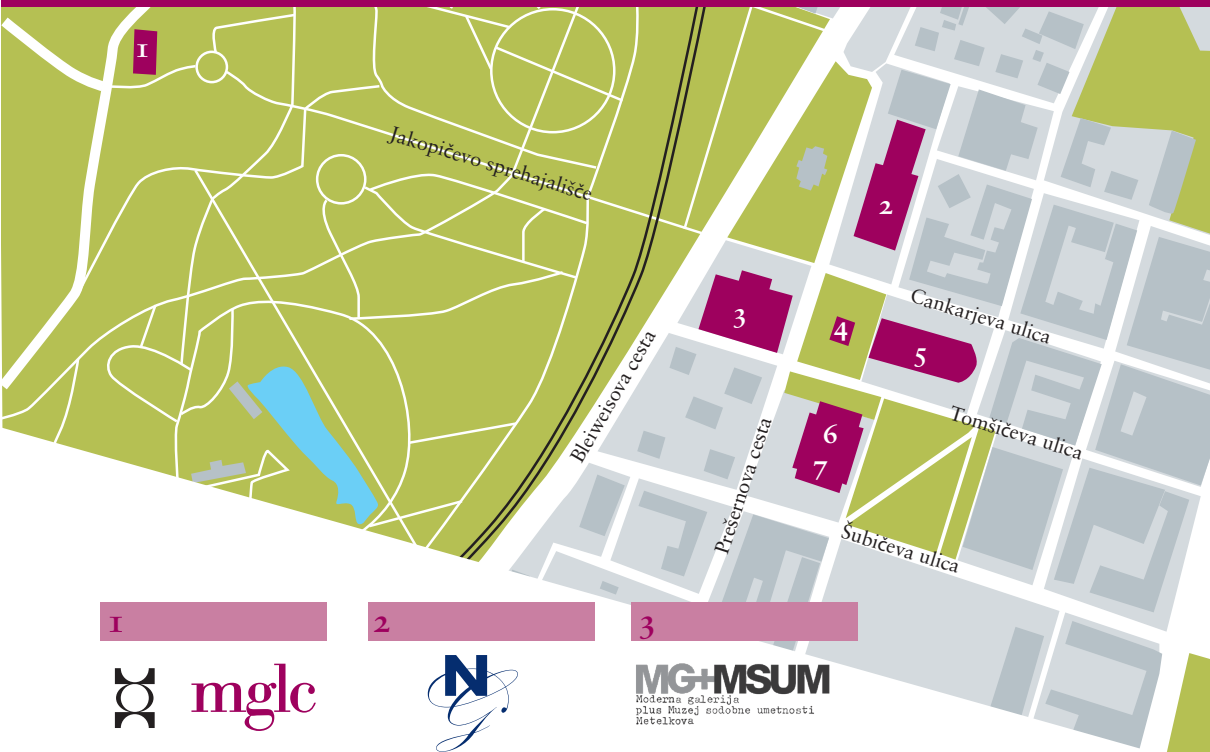 1
2
3
4
5
6
7
Jakopičevo sprehajališče
Cankarjeva ulica
Bleiweisova cesta
Tomšičeva ulica
Prešernova cesta
Šubičeva ulica
1
2
3
mglc
NG.
MG+MSUM
Moderna galerija
plus Muzej sodobne umetnosti
Metelkova